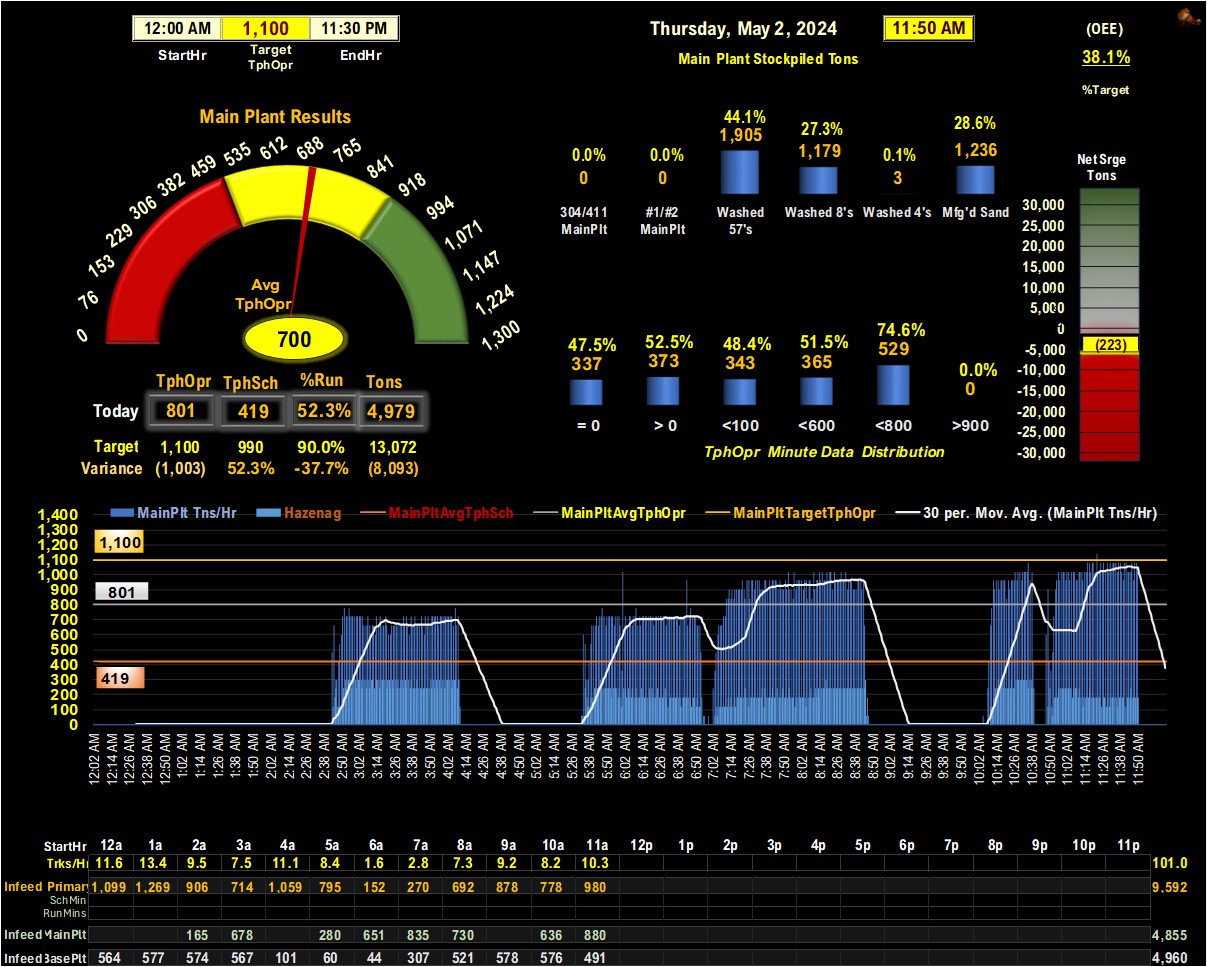 12:00 AM 1,100 11:30 PM
StartHr Target TphOpr EndHr
Thursday, May 2, 2024
11:50 AM
Main Plant Stockpiled Tons
(OEE)
38.1%
%Target
Main Plant Results
0 76 153 229 306 382 459 535 612 688 765 841 918 994 1,071 1,147 1,224 1,300
Avg
TphOpr
700
TphOpr TphSch %Run Tons
Today 801 419 52.3% 4,979
Target 1,100 990 90.0% 13,072
Variance (1,003) 52.3% -37.7% (8,093)
0.0% 0.0% 44.1% 27.3% 0.1% 28.6%
0 0 1,905 1,179 3 1,236
304/411 #1/#2 Washed Washed 8's Washed 4's Mfg'd Sand
MainPlt MainPlt 57's
47.5% 52.5% 48.4% 51.5% 74.6% 0.0%
337 373 343 365 529 0
= 0 > 0 <100 <600 <800 >900
TphOpr Minute Data Distribution
Net Srge
Tons
30,000
25,000
20,000
15,000
10,000
5,000
0
-5,000
(223)
-10,000
-15,000
-20,000
-25,000
-30,000
MainPlt Tns/Hr Hazenag MainPltAvgTphSch MainPltAvgTphOpr MainPltTargetTphOpr 30 per. Mov. Avg. (MainPlt Tns/Hr)
1,400
1,300
1,200
1,100
1,000
900
800
700
600
500
400
300
200
100
0
1,100
801
419
12:02 AM 12:14 AM 12:26 AM 12:38 AM 12:50 AM 1:02 AM 1:14 AM 1:26 AM 1:38 AM 1:50 AM 2:02 AM 2:14 AM 2:26 AM 2:38 AM 2:50 AM 3:02 AM 3:14 AM 3:26 AM 3:38 AM 3:50 AM 4:02 AM 4:14 AM 4:26 AM 4:38 AM 4:50 AM 5:02 AM 5:14 AM 5:26 AM 5:38 AM 5:50 AM 6:02 AM 6:14 AM 6:26 AM 6:38 AM 6:50 AM 7:02 AM 7:14 AM 7:26 AM 7:38 AM 7:50 AM 8:02 AM 8:14 AM 8:26 AM 8:38 AM 8:50 AM 9:02 AM 9:14 AM 9:26 AM 9:38 AM 9:50 AM 10:02 AM 10:14 AM 10:26 AM 10:38 AM 10:50 AM 11:02 AM 11:14 AM 11:26 AM 11:38 AM 11:50 AM
StartHr 12a 1a 2a 3a 4a 5a 6a 7a 8a 9a 10a 11a 12p 1p 2p 3p 4p 5p 6p 7p 8p 9p 10p 11p
Trks/Hr 11.6 13.4 9.5 7.5 11.1 8.4 1.6 2.8 7.3 9.2 8.2 10.3 101.0
Infeed Primary 1,099 1,269 906 714 1,059 795 152 270 692 878 778 980 9,592
SchMin
RunMins
Infeed MainPlt 165 678 280 651 835 730 636 880 4,855
Infeed BasePlt 564 577 574 567 101 60 44 307 521 578 576 491 4,960